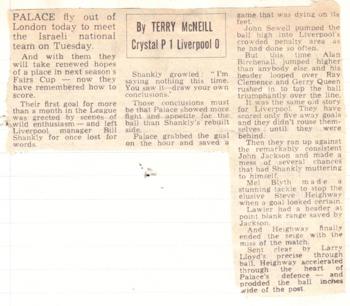 PALACE fly out of
London today to meet
the Israeli national
team on Tuesday.
And with them they
will take renewed hopes
of a place in next season's
Fairs Cup — now they
have remembered how to
score.
Their first goal for more
than a month in the League
was greeted by scenes of
wild enthusiasm — and left
Liverpool manager Bill
Shankly for once lost for
words.
By TERRY McNEILL
Crystal P 1 Liverpool 0
Shankly growled: "I'm
saying nothing this time.
You saw it—draw your own
conclusions."
Those conclusions must
be that Palace showed more
fight and appetite for the
ball than Shankly's rebuilt
side.
Palace grabbed the goal
on the hour and saved a
game that was dying on its
feet.
John Sewell pumped the
ball high into Liverpool's
crowded penalty area as
he had done so often.
But this time Alan
Birchenall jumped higher
than anybody else and his
header looped over Ray
Clemence and Gerry Queen
rushed in to tap the ball
triumphantly over the line.
It was the same old story
for Liverpool. They have
scored only five away goals
and they didn't rouse them-
selves until they were
behind.
Then they ran up against
the remarkably consistent
John Jackson and made a
mess of several chances
that had Shankly muttering
to himself.
Mel Blyth made a
stunning tackle to stop the
elusive Steve Heighway
when a goal looked certain.
Lawler had a header at
point blank range saved by
Jackson.
And Heighway finally
ended the seige with the
miss of the match.
Sent clear by Larry
Lloyd's precise through
ball, Heighway accelerated
through the heart of
Palace's defence — and
prodded the ball inches
wide of the post.